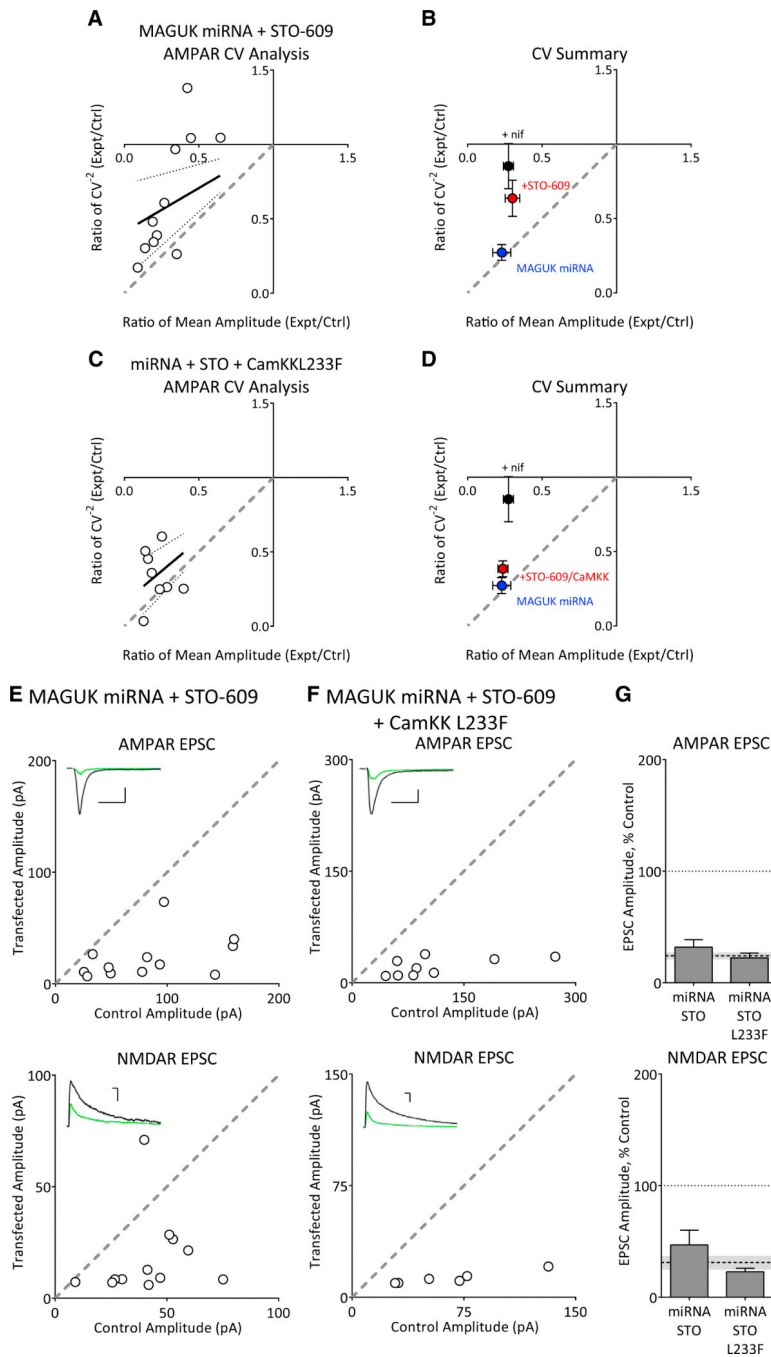 A
MAGUK miRNA + STO-609
AMPAR CV Analysis
1.5
0.0
0.5
1.0
1.5
0.5
0.0
Ratio of CV-2 (Expt/Ctrl)
Ratio of Mean Amplitude (Expt/Ctrl)
B
CV Summary
1.5
+ nif
0.0
0.5
1.0
1.5
+STO-609
0.5
MAGUK miRNA
0.0
Ratio of CV-2 (Expt/Ctrl)
Ratio of Mean Amplitude (Expt/Ctrl)
C
miRNA + STO + CamKKL233F
AMPAR CV Analysis
1.5
0.0
0.5
1.0
1.5
0.5
0.0
Ratio of CV-2 (Expt/Ctrl)
Ratio of Mean Amplitude (Expt/Ctrl)
D
CV Summary
1.5
+ nif
0.0
0.5
1.0
1.5
0.5
+STO-609/CaMKK
MAGUK miRNA
0.0
Ratio of CV-2 (Expt/Ctrl)
Ratio of Mean Amplitude (Expt/Ctrl)
E
MAGUK miRNA + STO-609
AMPAR EPSC
200
100
0
Transfected Amplitude (pA)
0
100
200
Control Amplitude (pA)
NMDAR EPSC
100
50
0
Transfected Amplitude (pA)
0
50
100
Control Amplitude (pA)
F
MAGUK miRNA + STO-609
+ CamKK L233F
AMPAR EPSC
300
150
0
Transfected Amplitude (pA)
0
150
300
Control Amplitude (pA)
NMDAR EPSC
150
75
0
Transfected Amplitude (pA)
0
75
150
Control Amplitude (pA)
G
AMPAR EPSC
200
100
0
EPSC Amplitude, % Control
miRNA
STO
miRNA
STO
L233F
NMDAR EPSC
200
100
0
EPSC Amplitude, % Control
miRNA
STO
miRNA
STO
L233F